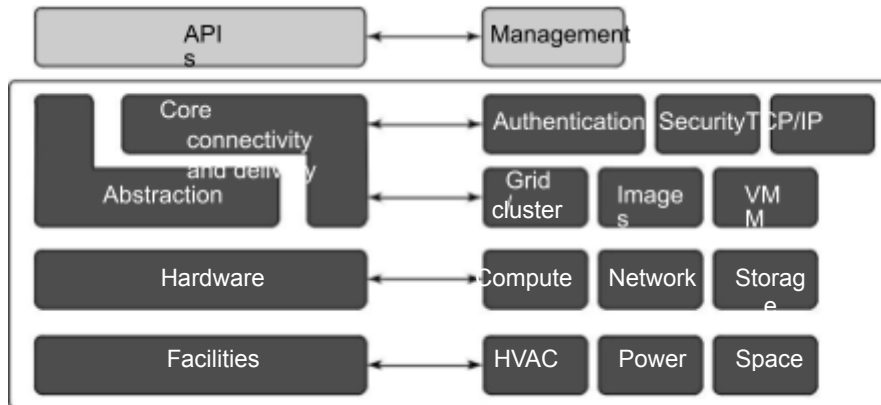 API
s
Management
Core
connectivity
and delivery
Abstraction
Authentication
Security
TCP/IP
Grid
/
cluster
Image
s
VM
M
Hardware
Compute
Network
Storag
e
Facilities
HVAC
Power
Space